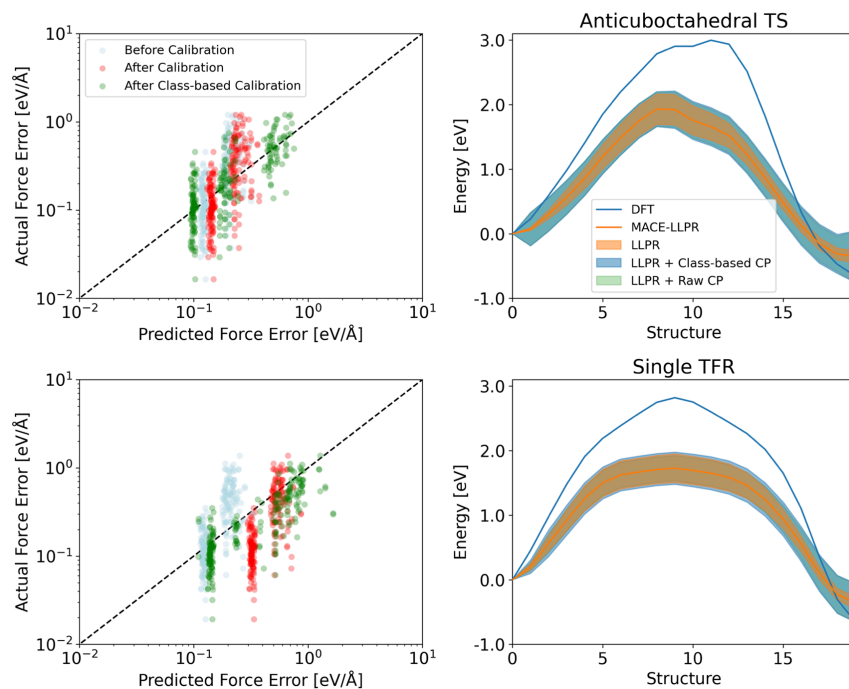 Anticuboctahedral TS
Actual Force Error [eV/Å]
10¹
10⁰
10⁻¹
10⁻²
Before Calibration
After Calibration
After Class-based Calibration
10⁻²
10⁻¹
10⁰
10¹
Predicted Force Error [eV/Å]
Energy [eV]
3.0
2.0
1.0
0.0
-1.0
DFT
MACE-LLPR
LLPR
LLPR + Class-based CP
LLPR + Raw CP
0
5
10
15
Structure
Single TFR
Actual Force Error [eV/Å]
10¹
10⁰
10⁻¹
10⁻²
10⁻²
10⁻¹
10⁰
10¹
Predicted Force Error [eV/Å]
Energy [eV]
3.0
2.0
1.0
0.0
-1.0
0
5
10
15
Structure